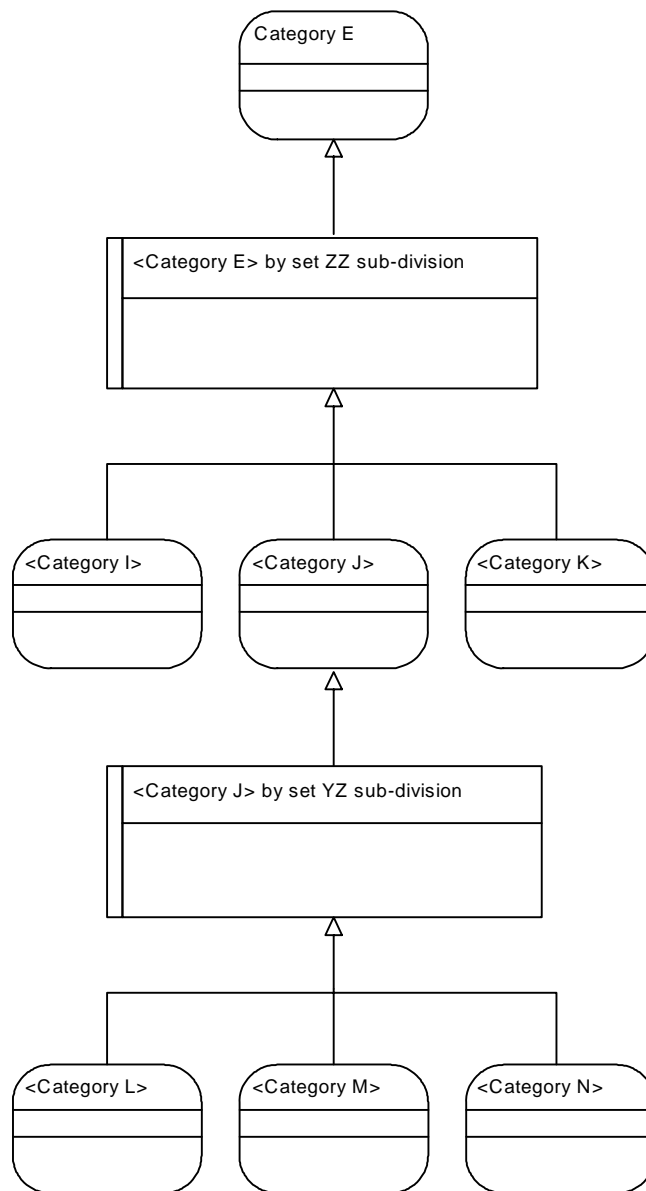 Category E
<Category E> by set ZZ sub-division
<Category I>
<Category J>
<Category K>
<Category J> by set YZ sub-division
<Category L>
<Category M>
<Category N>